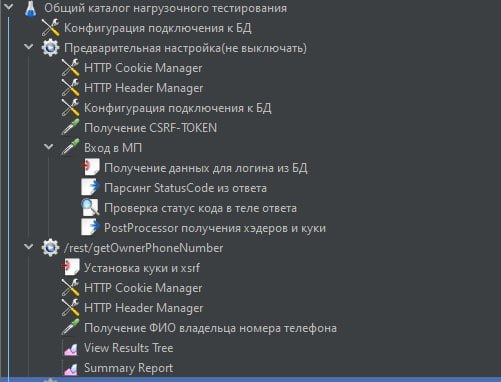 Общий каталог нагрузочного тестирования
Конфигурация подключения к БД
Предварительная настройка(не выключать)
HTTP Cookie Manager
HTTP Header Manager
Конфигурация подключения к БД
Получение CSRF-TOKEN
Вход в МП
Получение данных для логина из БД
Парсинг StatusCode из ответа
Проверка статус кода в теле ответа
PostProcessor получения хэдеров и куки
/rest/getOwnerPhoneNumber
Установка куки и xsrf
HTTP Cookie Manager
HTTP Header Manager
Получение ФИО владельца номера телефона
View Results Tree
Summary Report